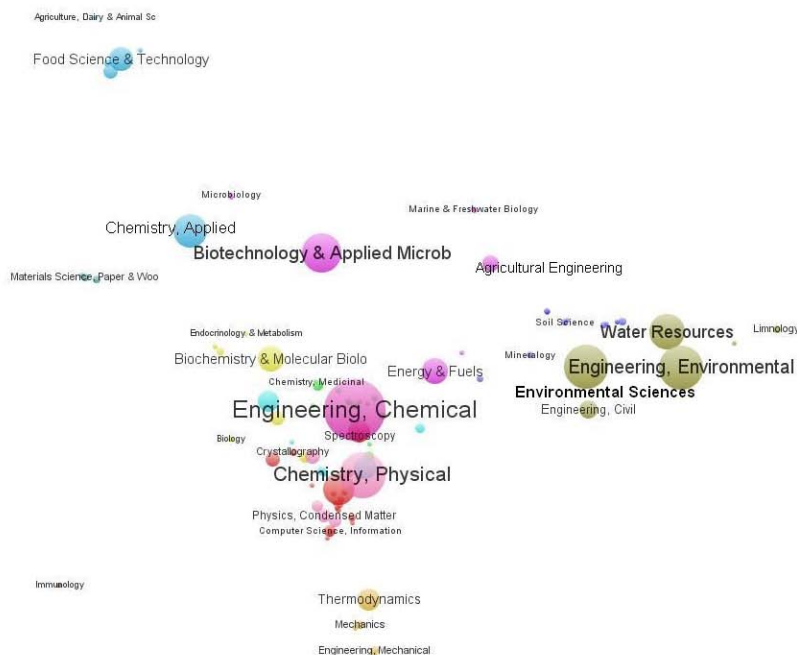 Agriculture, Dairy & Animal Sc
Food Science & Technology
Microbiology
Marine & Freshwater Biology
Chemistry, Applied
Biotechnology & Applied Microb
Agricultural Engineering
Materials Science, Paper & Woo
Soil Science
Water Resources
Limnology
Endocrinology & Metabolism
Biochemistry & Molecular Biolo
Mineralogy
Energy & Fuels
Engineering, Environmental
Chemistry, Medicinal
Environmental Sciences
Engineering, Chemical
Engineering, Civil
Spectroscopy
Biology
Crystallography
Chemistry, Physical
Physics, Condensed Matter
Computer Science, Information
Immunology
Thermodynamics
Mechanics
Engineering, Mechanical